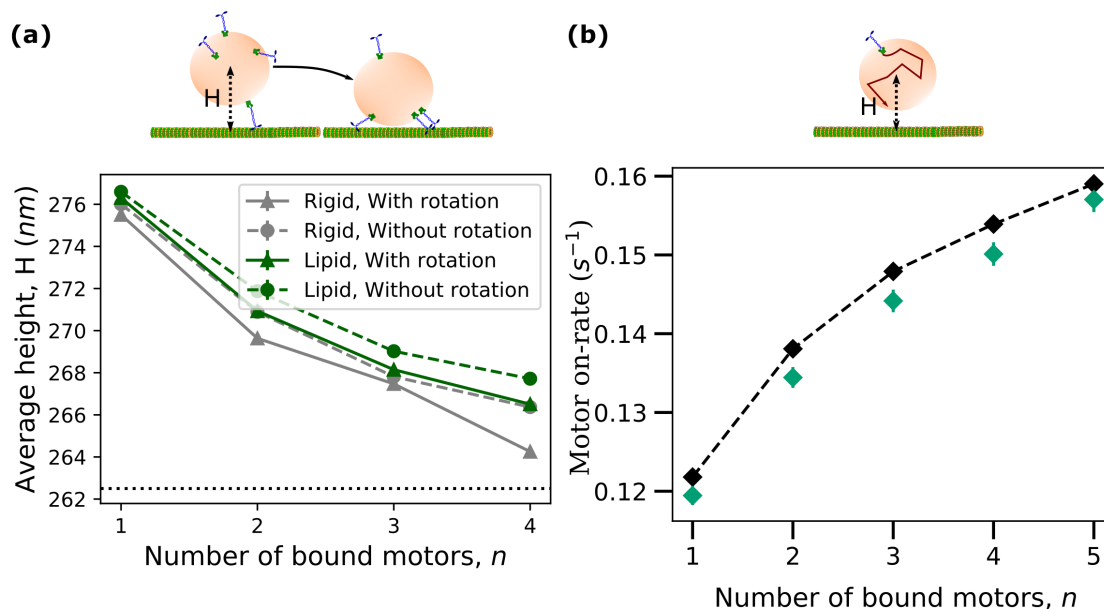 (a)
H
276
274
272
270
268
266
264
262
Average height, H (nm)
Rigid, With rotation
Rigid, Without rotation
Lipid, With rotation
Lipid, Without rotation
1 2 3 4
Number of bound motors, n
(b)
H
0.16
0.15
0.14
0.13
0.12
Motor on-rate (s⁻¹)
1 2 3 4 5
Number of bound motors, n